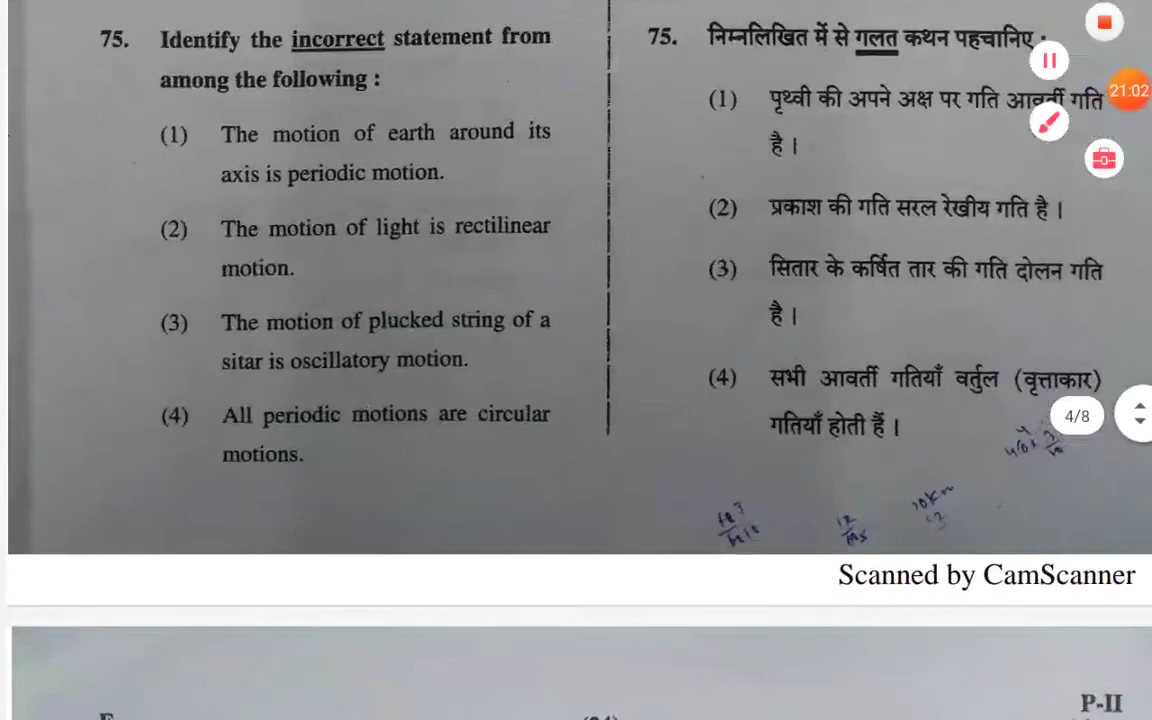 75. Identify the incorrect statement from
among the following :
(1) The motion of earth around its
axis is periodic motion.
(2) The motion of light is rectilinear
motion.
(3) The motion of plucked string of a
sitar is oscillatory motion.
(4) All periodic motions are circular
motions.
75. निम्नलिखित में से गलत कथन पहचानिए :
(1) पृथ्वी की अपने अक्ष पर गति आवर्ती गति
है ।
(2) प्रकाश की गति सरल रेखीय गति है ।
(3) सितार के कर्षित तार की गति दोलन गति
है ।
(4) सभी आवर्ती गतियाँ वर्तुल (वृत्ताकार)
गतियाँ होती हैं ।
21:02
4/8
Scanned by CamScanner
P-II